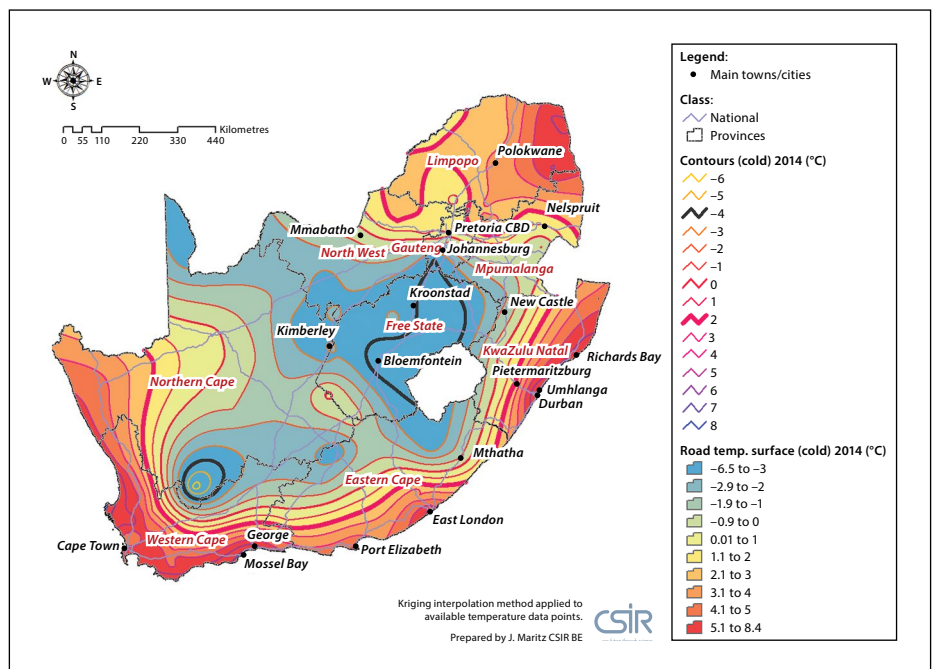 N
W E
S
Kilometres
0 55 110 220 330 440
Polokwane
Limpopo
Nelspruit
Mmabatho
Pretoria CBD
North West
Gauteng
Johannesburg
Mpumalanga
Kroonstad
New Castle
Kimberley
Free State
KwaZulu Natal
Bloemfontein
Richards Bay
Northern Cape
Pietermaritzburg
Umhlanga
Durban
Mthatha
Eastern Cape
East London
Cape Town
Western Cape
George
Port Elizabeth
Mossel Bay
Kriging interpolation method applied to
available temperature data points.
Prepared by J. Maritz CSIR BE
CSIR
Legend:
Main towns/cities
Class:
National
Provinces
Contours (cold) 2014 (°C)
–6
–5
–4
–3
–2
–1
0
1
2
3
4
5
6
7
8
Road temp. surface (cold) 2014 (°C)
–6.5 to –3
–2.9 to –2
–1.9 to –1
–0.9 to 0
0.01 to 1
1.1 to 2
2.1 to 3
3.1 to 4
4.1 to 5
5.1 to 8.4